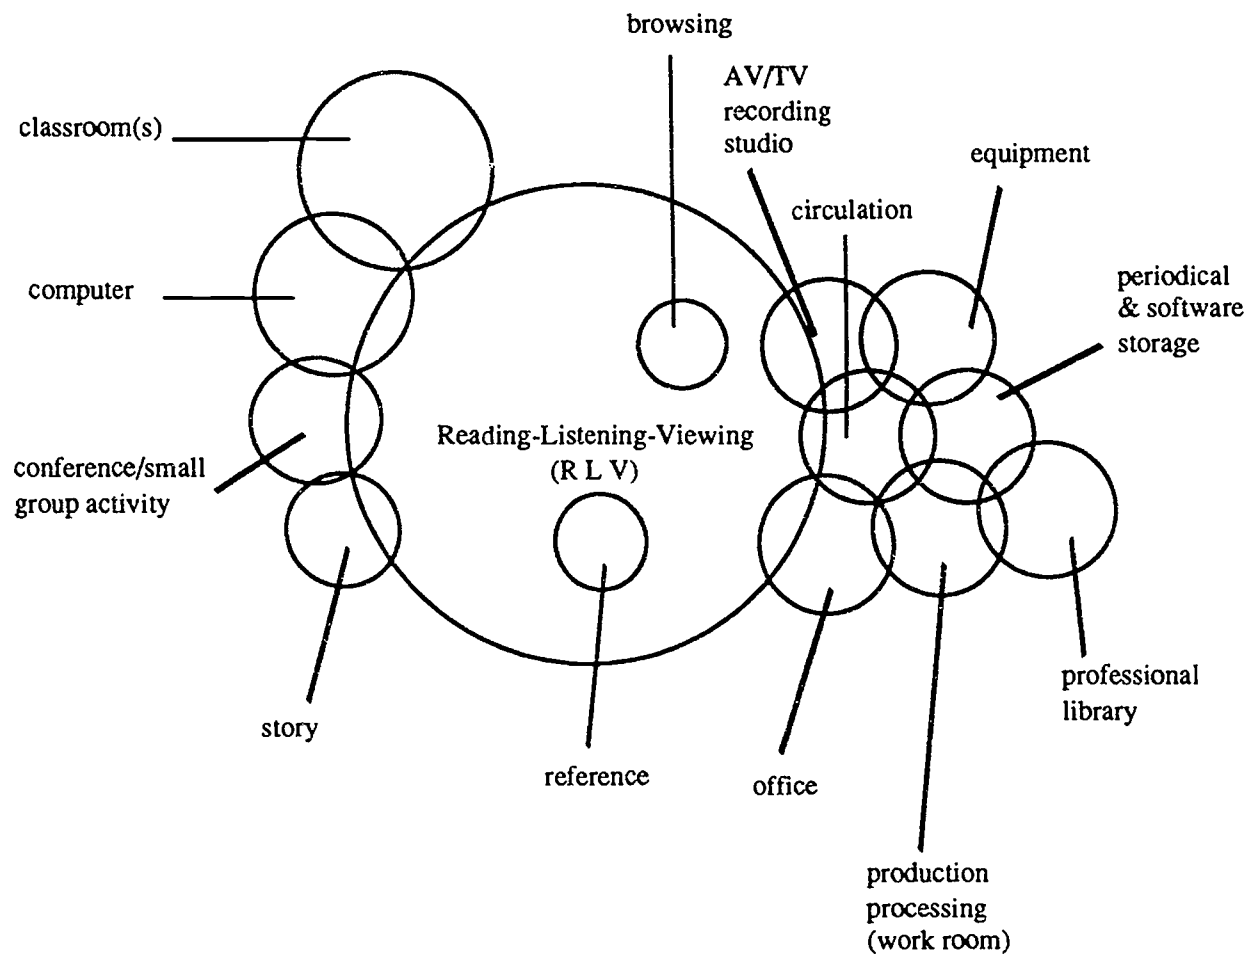 browsing
AV/TV
recording
studio
classroom(s)
equipment
circulation
computer
periodical
& software
storage
Reading-Listening-Viewing
(R L V)
conference/small
group activity
professional
library
story
reference
office
production
processing
(work room)